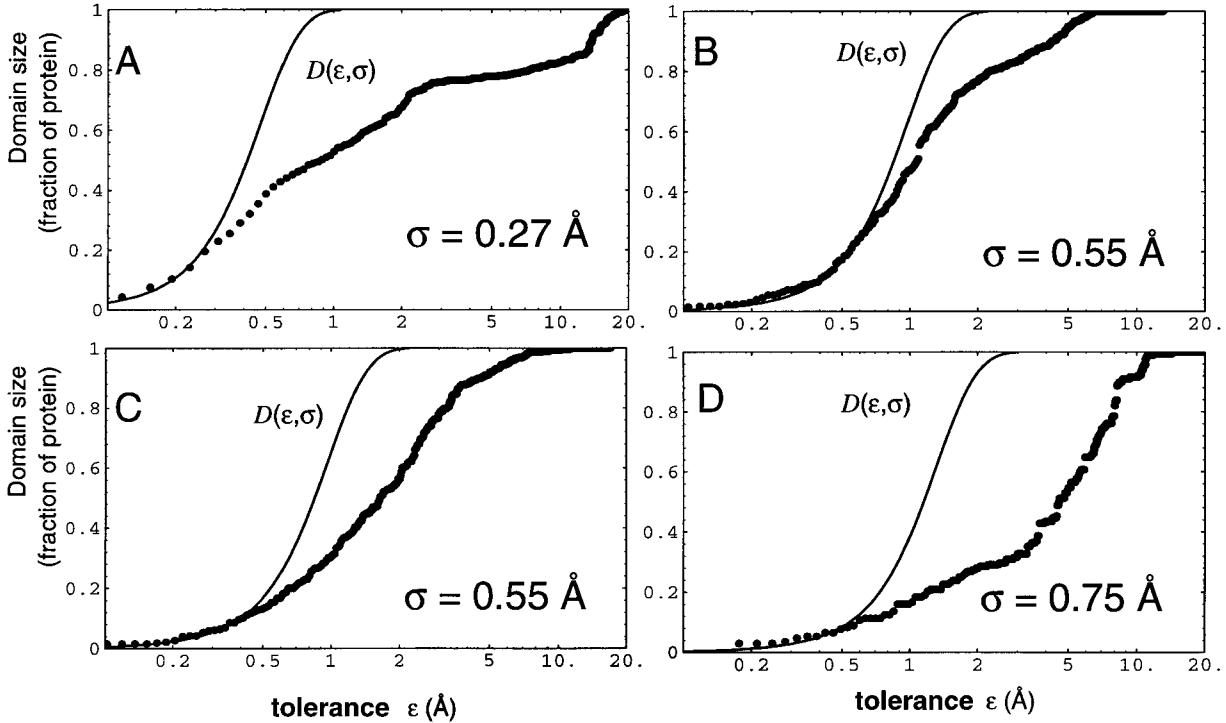 Domain size
(fraction of protein)
A
D(ε,σ)
σ = 0.27 Å
1
0.8
0.6
0.4
0.2
0
0.2 0.5 1 2 5 10. 20.
B
D(ε,σ)
σ = 0.55 Å
1
0.8
0.6
0.4
0.2
0
0.2 0.5 1 2 5 10. 20.
Domain size
(fraction of protein)
C
D(ε,σ)
σ = 0.55 Å
1
0.8
0.6
0.4
0.2
0
0.2 0.5 1 2 5 10. 20.
tolerance ε (Å)
D
D(ε,σ)
σ = 0.75 Å
1
0.8
0.6
0.4
0.2
0
0.2 0.5 1 2 5 10. 20.
tolerance ε (Å)